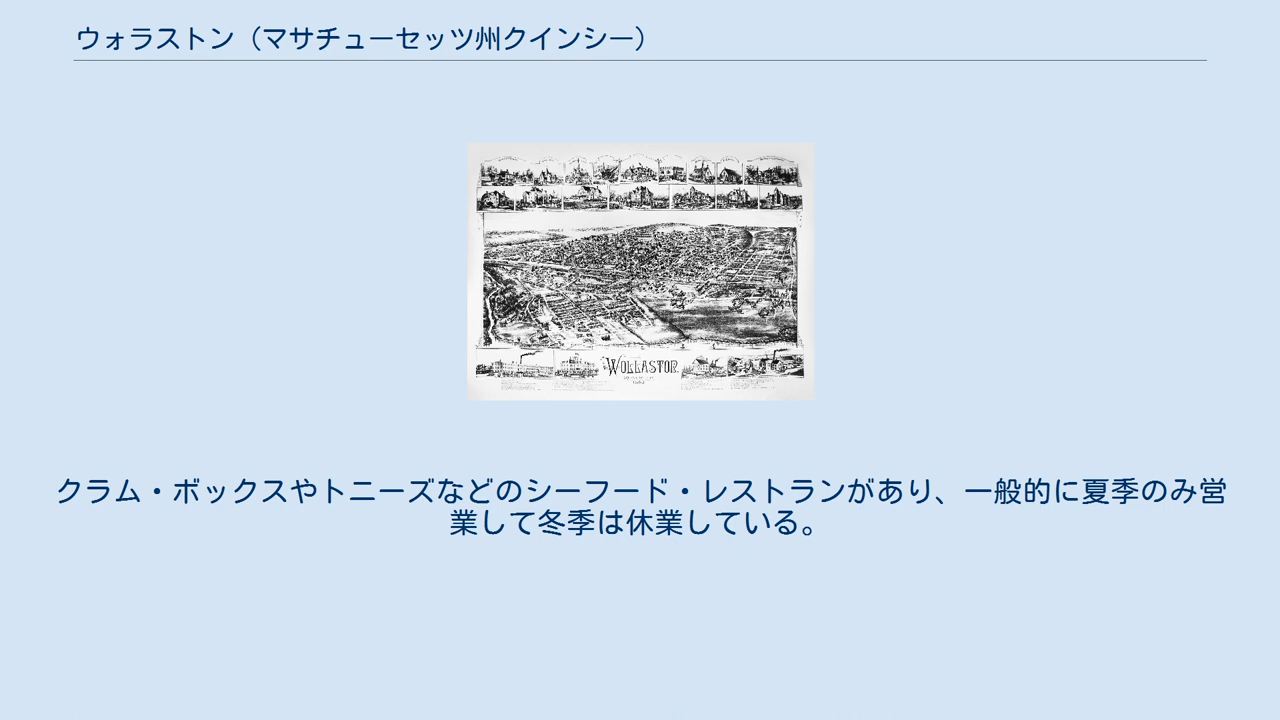 ウォラストン（マサチューセッツ州クインシー）
WOLLASTON
クラム・ボックスやトニーズなどのシーフード・レストランがあり、一般的に夏季のみ営
業して冬季は休業している。